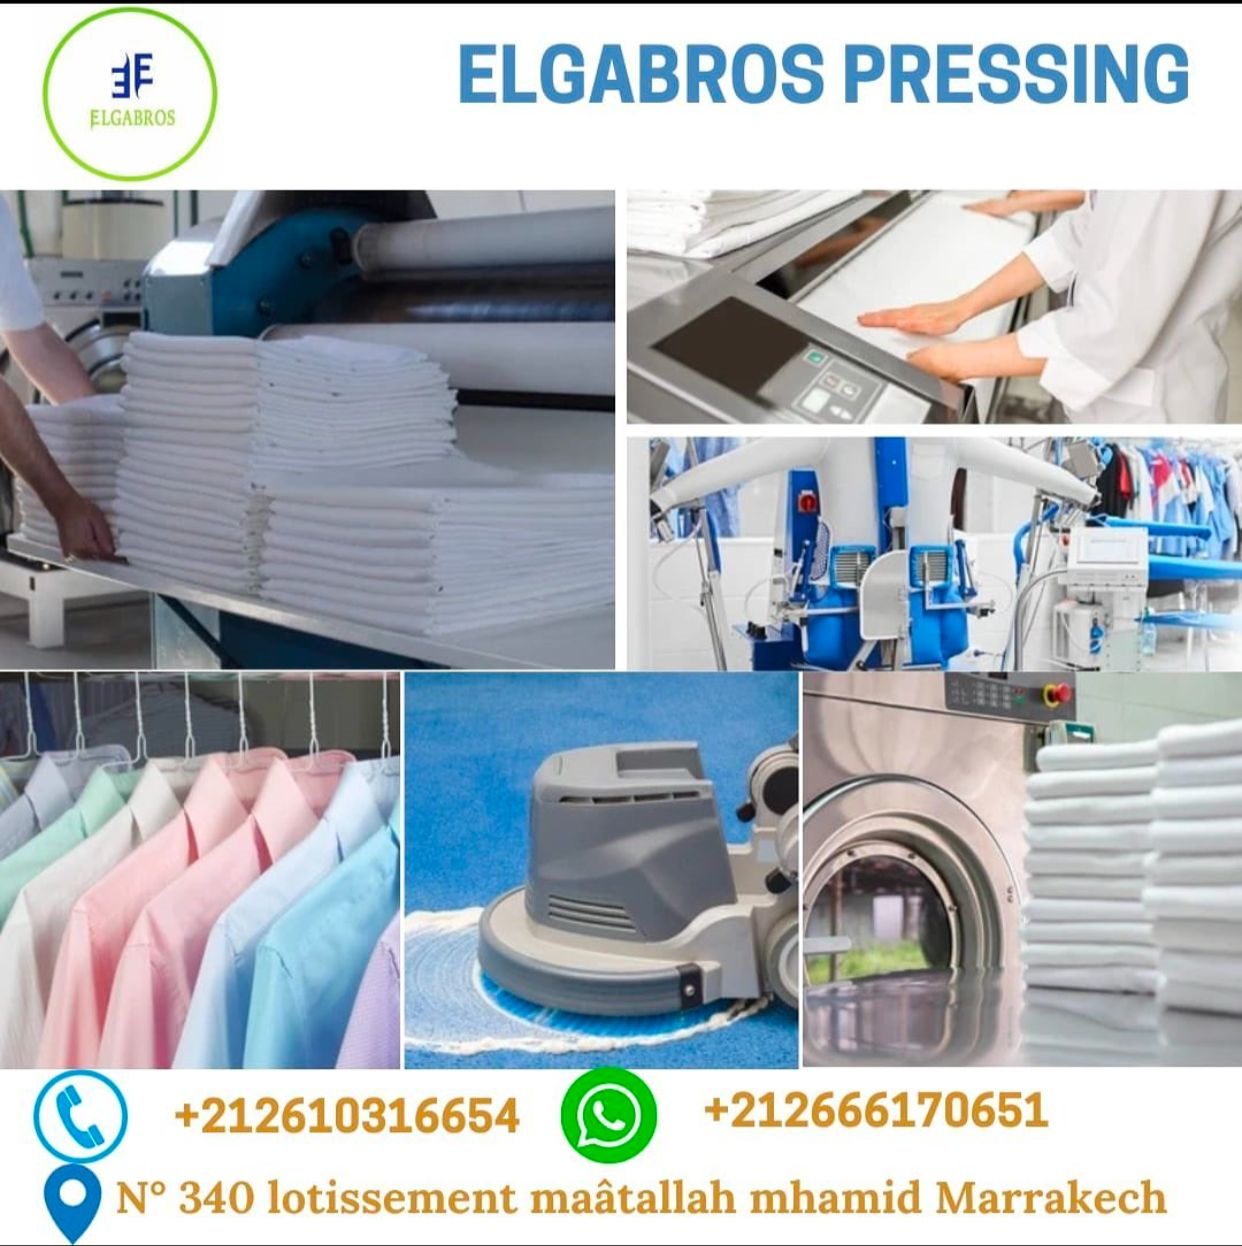 ELGABROS
ELGABROS PRESSING
+212610316654
+212666170651
N° 340 lotissement maâtallah mhamid Marrakech